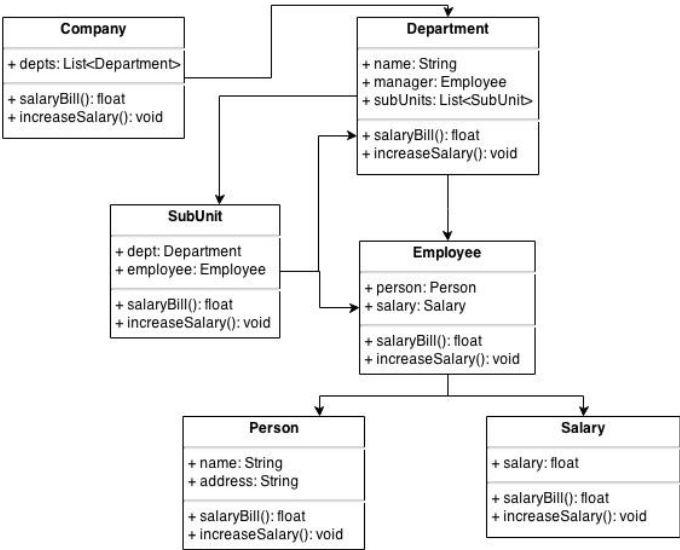 Company
+ depts: List<Department>
+ salaryBill(): float
+ increaseSalary(): void
Department
+ name: String
+ manager: Employee
+ subUnits: List<SubUnit>
+ salaryBill(): float
+ increaseSalary(): void
SubUnit
+ dept: Department
+ employee: Employee
+ salaryBill(): float
+ increaseSalary(): void
Employee
+ person: Person
+ salary: Salary
+ salaryBill(): float
+ increaseSalary(): void
Person
+ name: String
+ address: String
+ salaryBill(): float
+ increaseSalary(): void
Salary
+ salary: float
+ salaryBill(): float
+ increaseSalary(): void